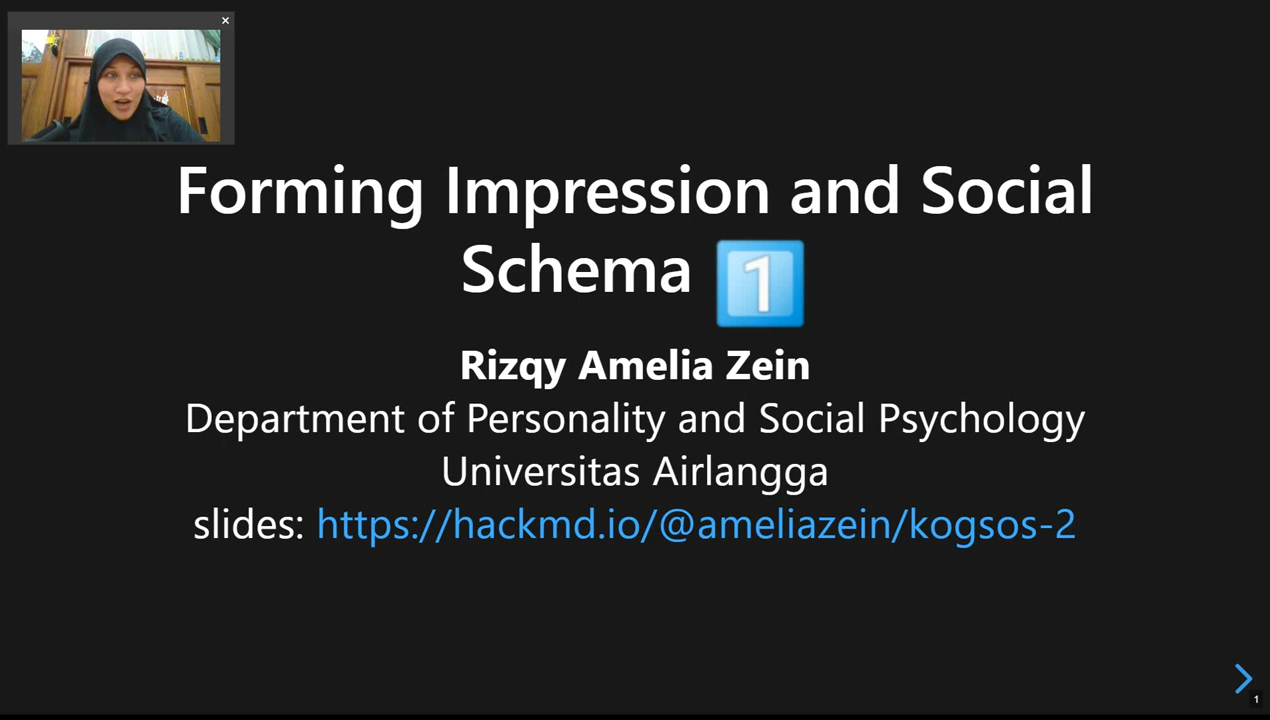 Forming Impression and Social
Schema 1️⃣
Rizqy Amelia Zein
Department of Personality and Social Psychology
Universitas Airlangga
slides: https://hackmd.io/@ameliazein/kogsos-2
1